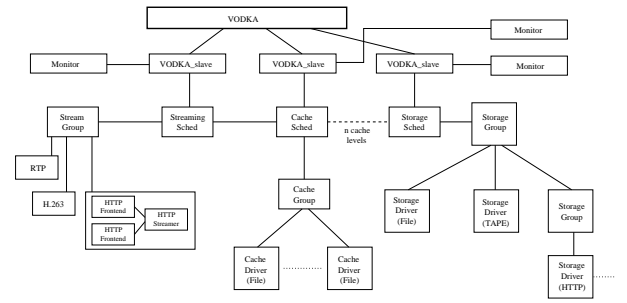 VODKA
Monitor
Monitor
VODKA_slave
VODKA_slave
VODKA_slave
Monitor
Stream
Group
Streaming
Sched
Cache
Sched
n cache
levels
Storage
Sched
Storage
Group
RTP
H.263
HTTP
Frontend
HTTP
Streamer
HTTP
Frontend
Cache
Group
Storage
Driver
(File)
Storage
Driver
(TAPE)
Storage
Group
Cache
Driver
(File)
Cache
Driver
(File)
Storage
Driver
(HTTP)